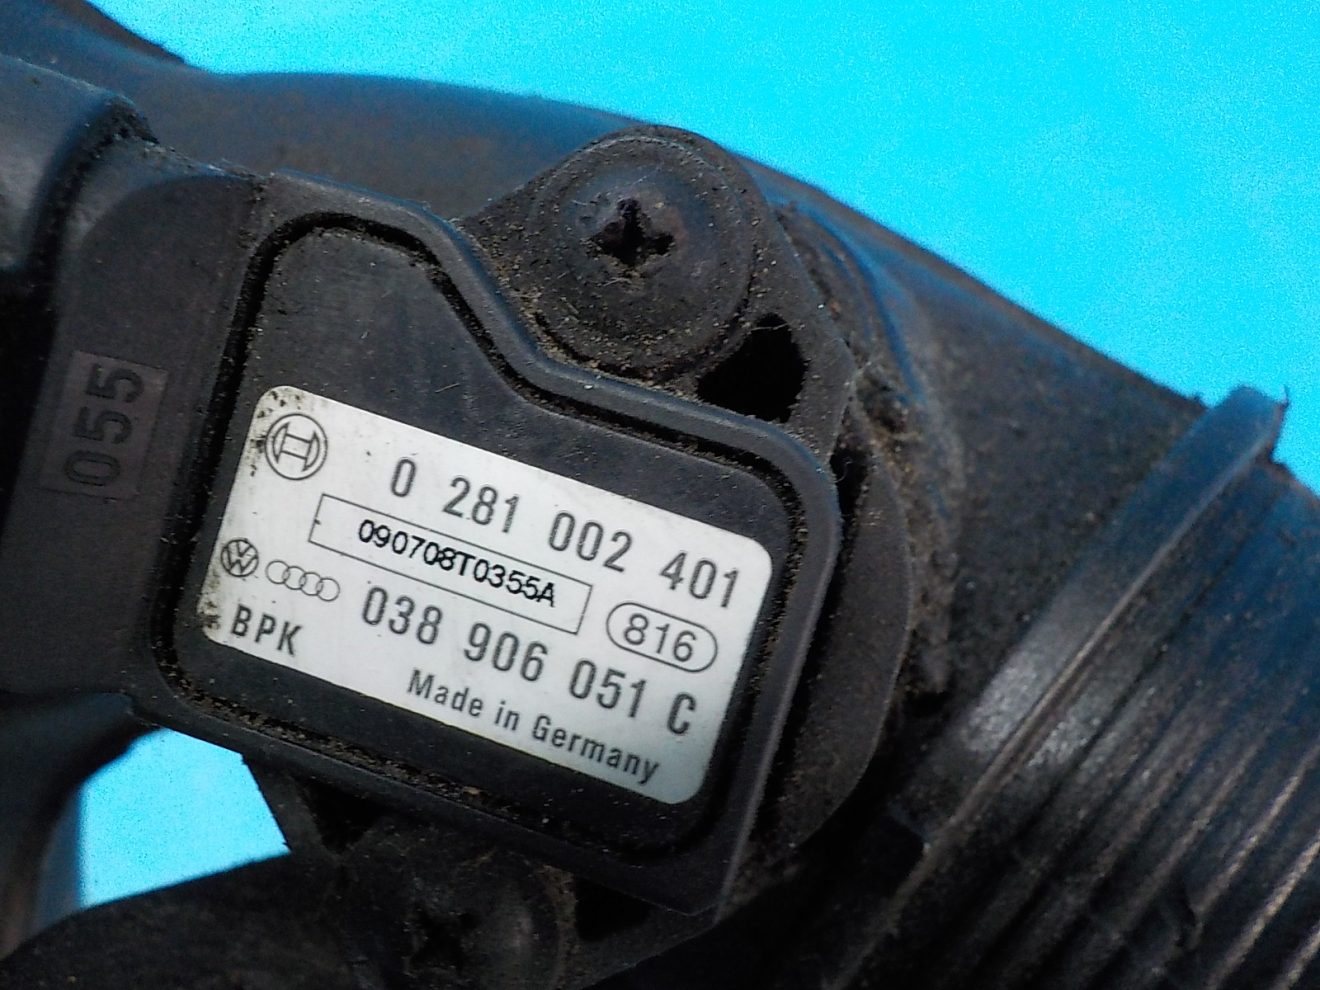 055
0 281 002 401
090708T0355A
816
038 906 051 C
BPK
Made in Germany